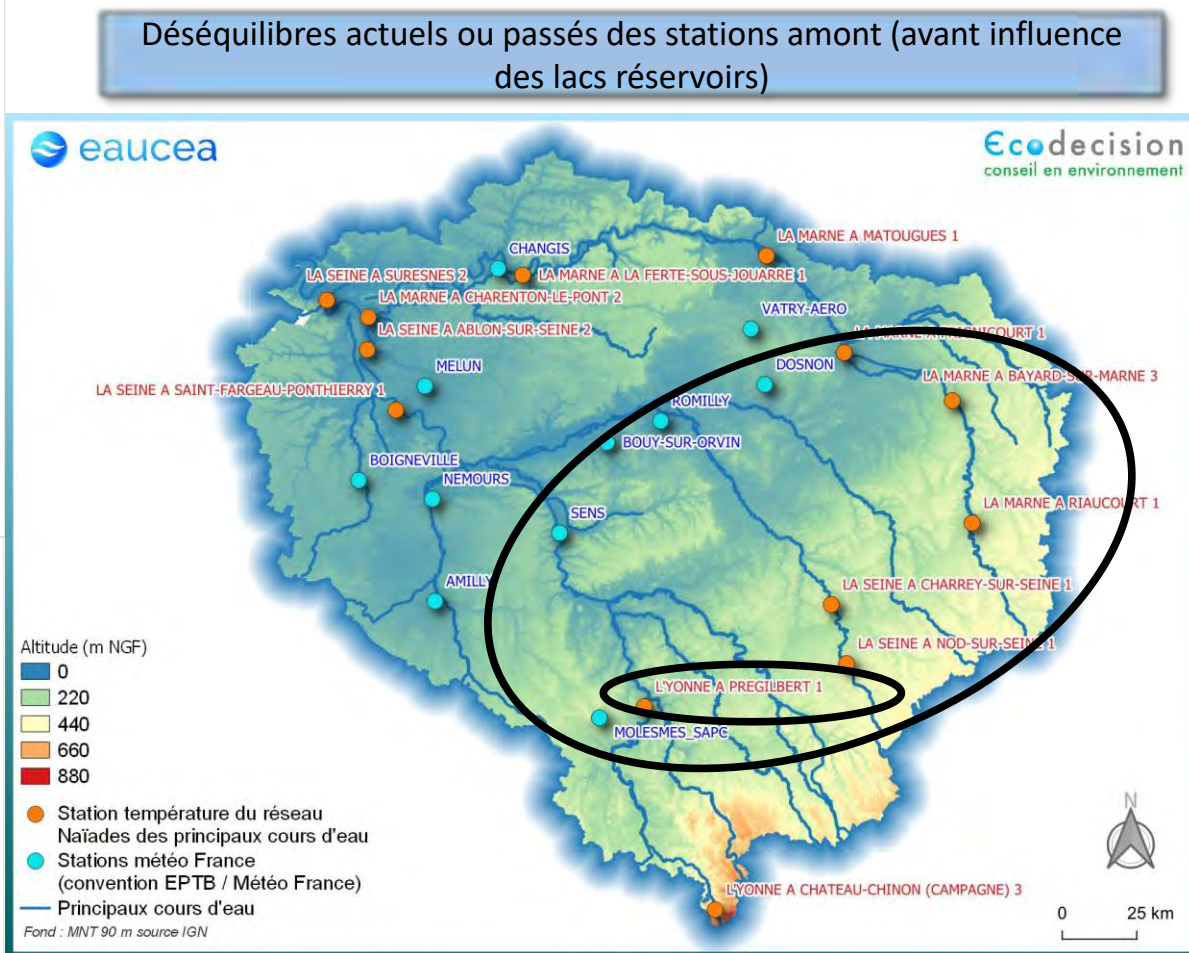 Déséquilibres actuels ou passés des stations amont (avant influence
des lacs réservoirs)
eaucea
Ecodecision
conseil en environnement
CHANGIS
LA MARNE A MATOUGUES 1
LA SEINE A SURESNES 2
LA MARNE A LA FERTE-SOUS-JOUARRE 1
LA MARNE A CHARENTON-LE-PONT 2
VATRY-AERO
LA SEINE A ABLON-SUR-SEINE 2
LA MARNE A
IGNICOURT 1
MELUN
DOSNON
LA MARNE A BAYARD-SUR-MARNE 3
LA SEINE A SAINT-FARGEAU-PONTHIERRY 1
ROMILLY
BOUY-SUR-ORVIN
BOIGNEVILLE
NEMOURS
SENS
LA MARNE A RIAUCOURT 1
AMILLY
LA SEINE A CHARREY-SUR-SEINE 1
LA SEINE A NOD-SUR-SEINE 1
L'YONNE A PREGILBERT 1
MOLESMES_SAPC
L'YONNE A CHATEAU-CHINON (CAMPAGNE) 3
Altitude (m NGF)
0
220
440
660
880
Station température du réseau
Naïades des principaux cours d'eau
Stations météo France
(convention EPTB / Météo France)
Principaux cours d'eau
Fond : MNT 90 m source IGN
N
0 25 km